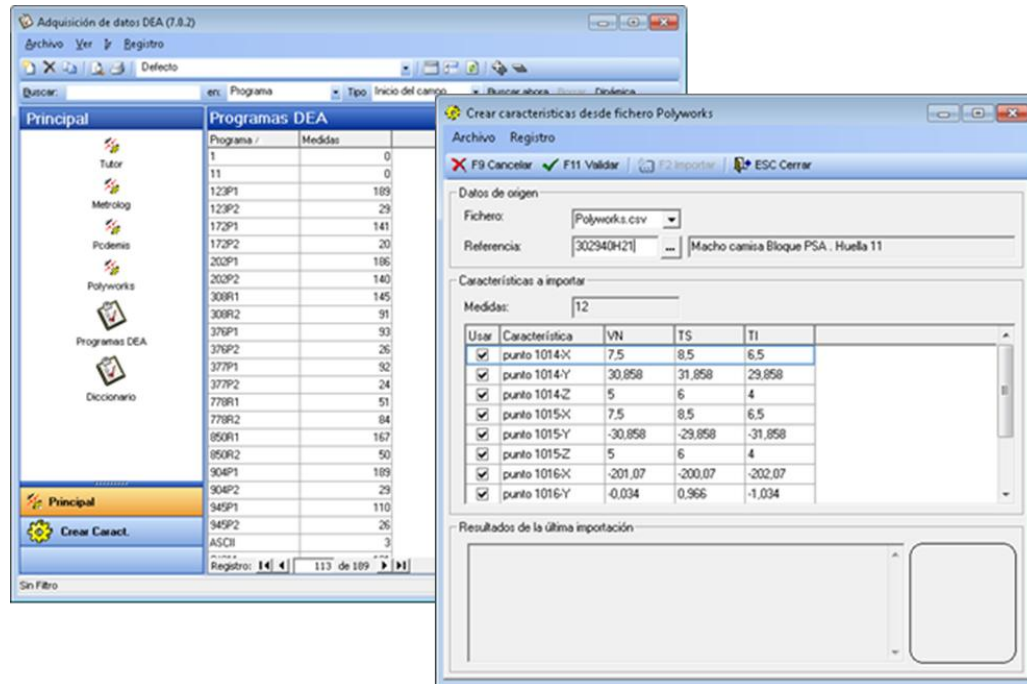 Adquisición de datos DEA (7.0.2)
Archivo Ver Ir Registro
Defecto
Buscar: en: Programa Tipo Inicio del campo Buscar ahora Borrar Dinámica
Principal
Tutor
Metrolog
Pcdemis
Polyworks
Programas DEA
Diccionario
Principal
Crear Caract.
Programas DEA
Programa / Medidas
1 0
11 0
123P1 189
123P2 29
172P1 141
172P2 20
202P1 186
202P2 140
308R1 145
308R2 91
376P1 93
376P2 26
377P1 92
377P2 24
778R1 51
778R2 84
850R1 167
850R2 50
904P1 189
904P2 29
945P1 110
945P2 26
ASCII 3
Registro: 113 de 189
Sin Filtro
Crear caracteristicas desde fichero Polyworks
Archivo Registro
F9 Cancelar F11 Validar F2 Importar ESC Cerrar
Datos de origen
Fichero: Polyworks.csv
Referencia: 302940H21 ... Macho camisa Bloque PSA . Huella 11
Características a importar
Medidas: 12
Usar Característica VN TS TI
punto 1014-X 7,5 8,5 6,5
punto 1014-Y 30,858 31,858 29,858
punto 1014-Z 5 6 4
punto 1015-X 7,5 8,5 6,5
punto 1015-Y -30,858 -29,858 -31,858
punto 1015-Z 5 6 4
punto 1016-X -201,07 -200,07 -202,07
punto 1016-Y -0,034 0,966 -1,034
Resultados de la última importación